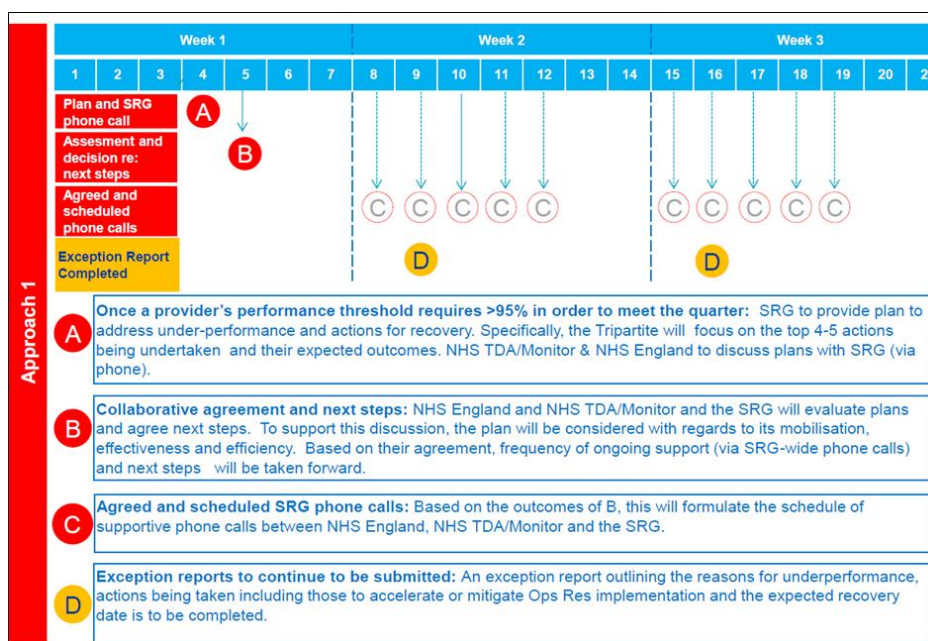 Approach 1
Week 1 Week 2 Week 3
1 2 3 4 5 6 7 8 9 10 11 12 13 14 15 16 17 18 19 20
Plan and SRG
phone call
A
Assesment and
decision re:
next steps
B
Agreed and
scheduled
phone calls
C C C C C C C C C C
Exception Report
Completed
D D
A
Once a provider's performance threshold requires >95% in order to meet the quarter: SRG to provide plan to
address under-performance and actions for recovery. Specifically, the Tripartite will focus on the top 4-5 actions
being undertaken and their expected outcomes. NHS TDA/Monitor & NHS England to discuss plans with SRG (via
phone).
B
Collaborative agreement and next steps: NHS England and NHS TDA/Monitor and the SRG will evaluate plans
and agree next steps. To support this discussion, the plan will be considered with regards to its mobilisation,
effectiveness and efficiency. Based on their agreement, frequency of ongoing support (via SRG-wide phone calls)
and next steps will be taken forward.
C
Agreed and scheduled SRG phone calls: Based on the outcomes of B, this will formulate the schedule of
supportive phone calls between NHS England, NHS TDA/Monitor and the SRG.
D
Exception reports to continue to be submitted: An exception report outlining the reasons for underperformance,
actions being taken including those to accelerate or mitigate Ops Res implementation and the expected recovery
date is to be completed.